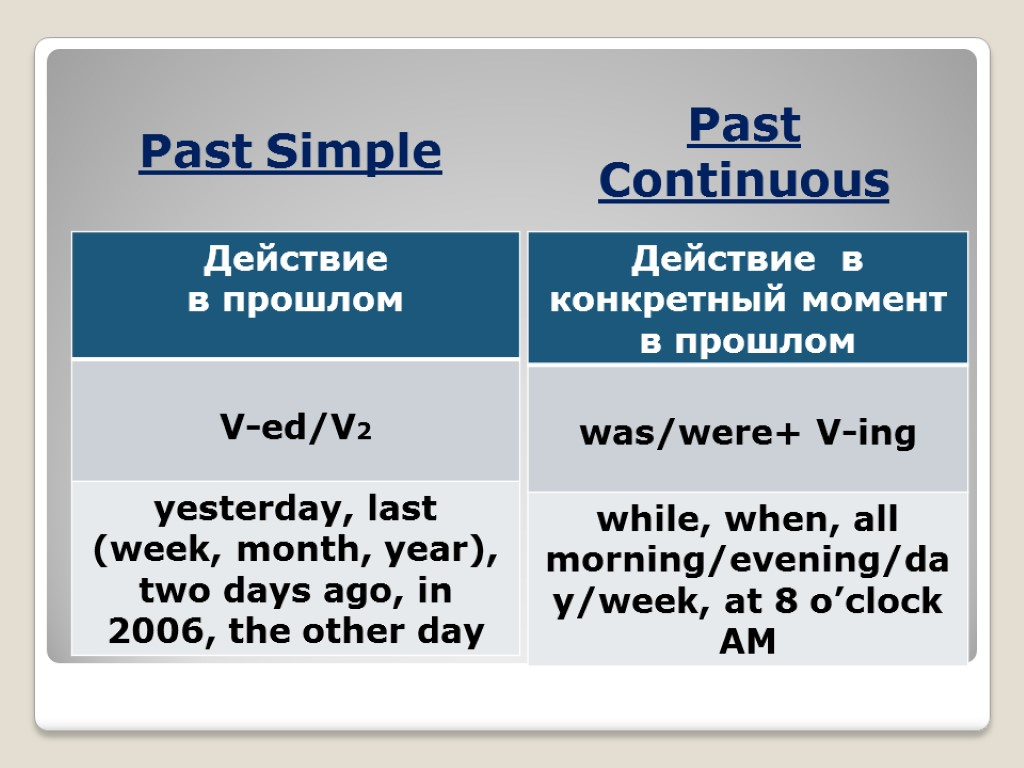 Past Simple
Past
Continuous
Действие
в прошлом
Действие в
конкретный момент
в прошлом
V-ed/V₂
was/were+ V-ing
yesterday, last
(week, month, year),
two days ago, in
2006, the other day
while, when, all
morning/evening/da
y/week, at 8 o’clock
AM